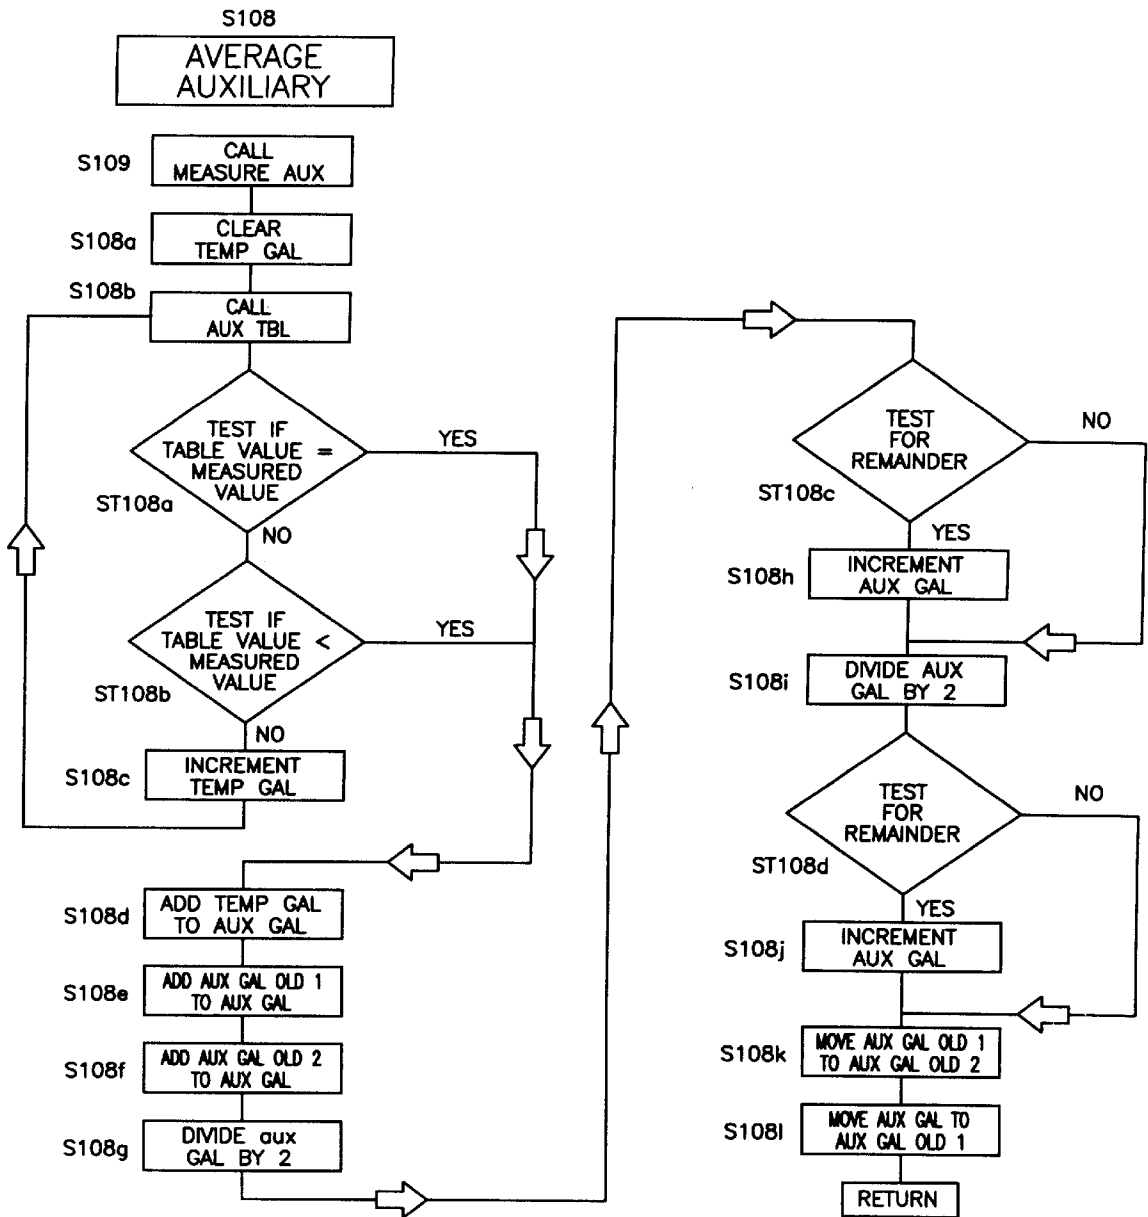 S108
AVERAGE
AUXILIARY
S109
CALL
MEASURE AUX
S108a
CLEAR
TEMP GAL
S108b
CALL
AUX TBL
TEST IF
TABLE VALUE =
MEASURED
VALUE
YES
ST108a
NO
TEST IF
TABLE VALUE <
MEASURED
VALUE
YES
ST108b
NO
S108c
INCREMENT
TEMP GAL
S108d
ADD TEMP GAL
TO AUX GAL
S108e
ADD AUX GAL OLD 1
TO AUX GAL
S108f
ADD AUX GAL OLD 2
TO AUX GAL
S108g
DIVIDE aux
GAL BY 2
TEST
FOR
REMAINDER
NO
ST108c
YES
S108h
INCREMENT
AUX GAL
S108i
DIVIDE AUX
GAL BY 2
TEST
FOR
REMAINDER
NO
ST108d
YES
S108j
INCREMENT
AUX GAL
S108k
MOVE AUX GAL OLD 1
TO AUX GAL OLD 2
S108l
MOVE AUX GAL TO
AUX GAL OLD 1
RETURN